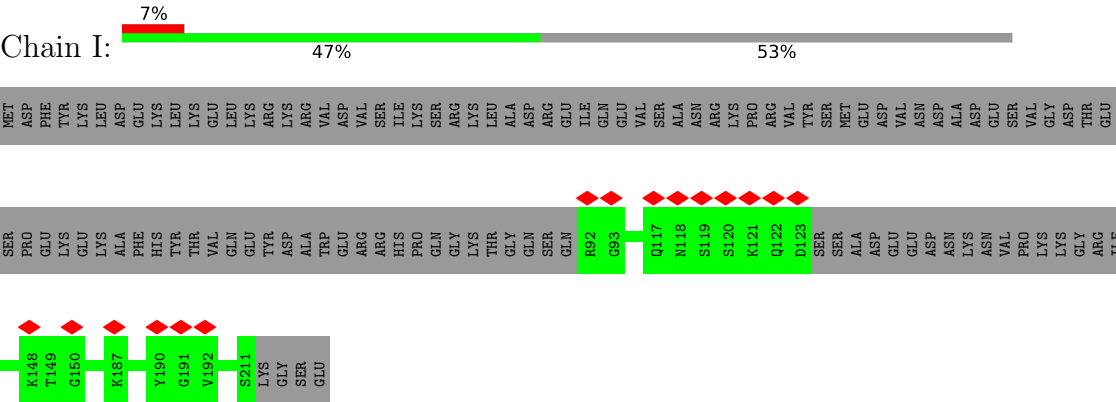 7%
Chain I:
47% 53%
MET ASP PHE TYR LYS LEU ASP GLU LYS LEU LYS GLU LEU LYS ARG LYS ARG VAL ASP VAL SER ILE LYS SER ARG LYS LEU ALA ASP ARG GLU ILE GLN GLU VAL SER ALA ASN ARG LYS PRO ARG VAL TYR SER MET GLU ASP VAL ASN ASP ALA ASP GLU SER VAL GLY ASP THR GLU
SER PRO GLU LYS GLU LYS ALA PHE HIS TYR THR VAL GLN GLU TYR ASP ALA TRP GLU ARG ARG HIS PRO GLN GLY LYS THR GLY GLN SER GLN R92 G93 Q117 N118 S119 S120 K121 Q122 D123 SER SER ALA ASP GLU GLU ASP ASN LYS ASN VAL PRO LYS LYS GLY ARG ILE
K148 T149 G150 K187 Y190 G191 V192 S211 LYS GLY SER GLU